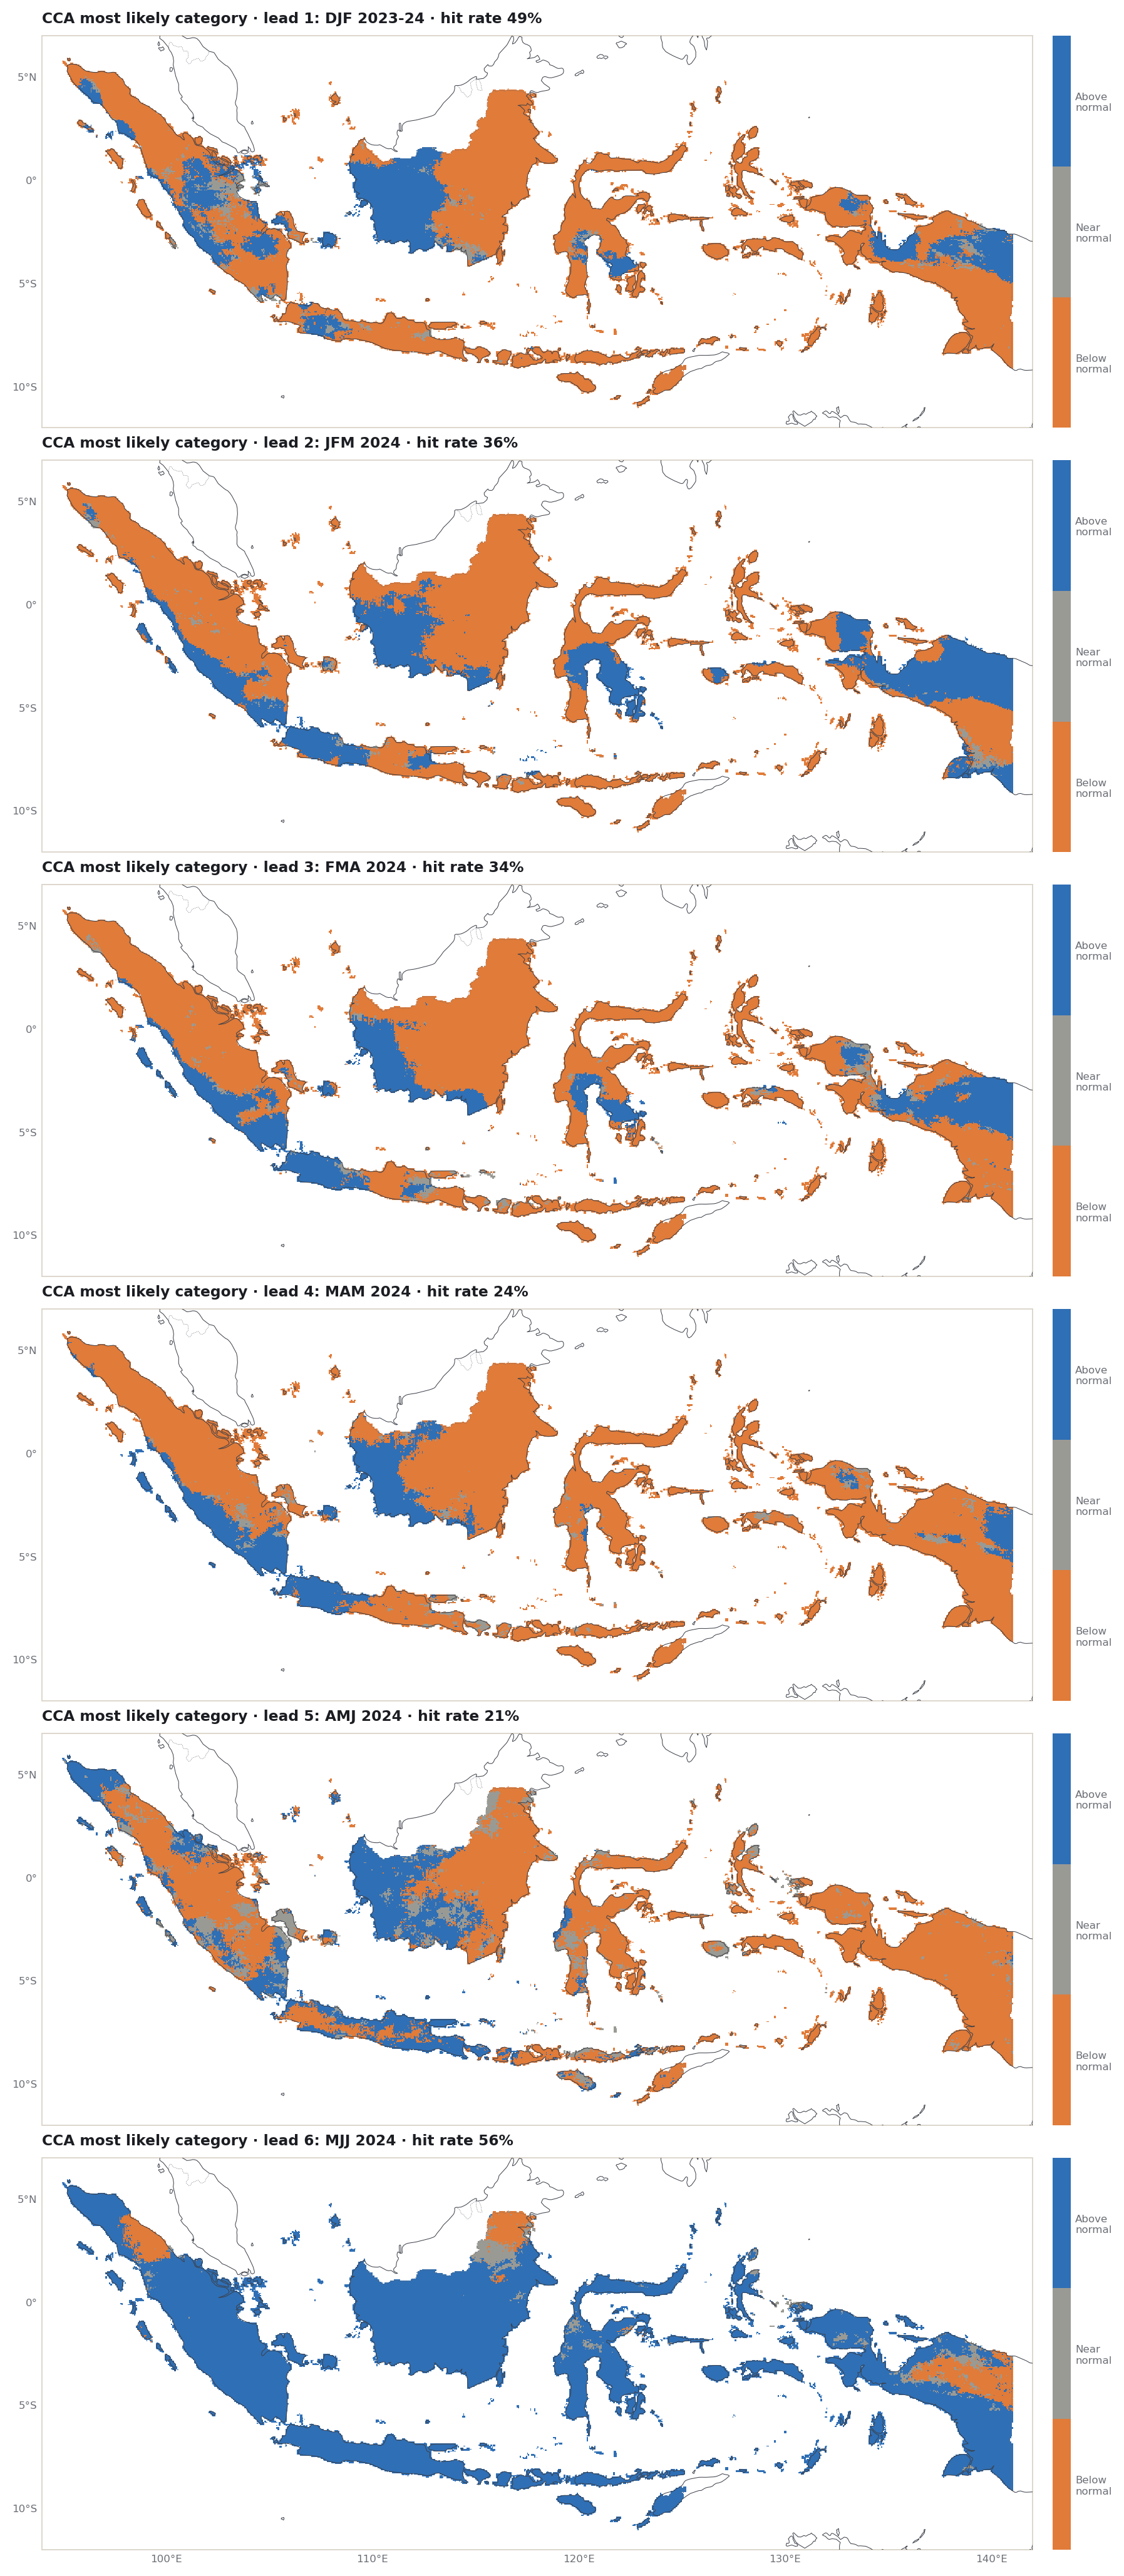 CCA most likely category · lead 1: DJF 2023-24 · hit rate 49%
5°N
0°
5°S
10°S
Above
normal
Near
normal
Below
normal
CCA most likely category · lead 2: JFM 2024 · hit rate 36%
5°N
0°
5°S
10°S
Above
normal
Near
normal
Below
normal
CCA most likely category · lead 3: FMA 2024 · hit rate 34%
5°N
0°
5°S
10°S
Above
normal
Near
normal
Below
normal
CCA most likely category · lead 4: MAM 2024 · hit rate 24%
5°N
0°
5°S
10°S
Above
normal
Near
normal
Below
normal
CCA most likely category · lead 5: AMJ 2024 · hit rate 21%
5°N
0°
5°S
10°S
Above
normal
Near
normal
Below
normal
CCA most likely category · lead 6: MJJ 2024 · hit rate 56%
5°N
0°
5°S
10°S
Above
normal
Near
normal
Below
normal
100°E 110°E 120°E 130°E 140°E